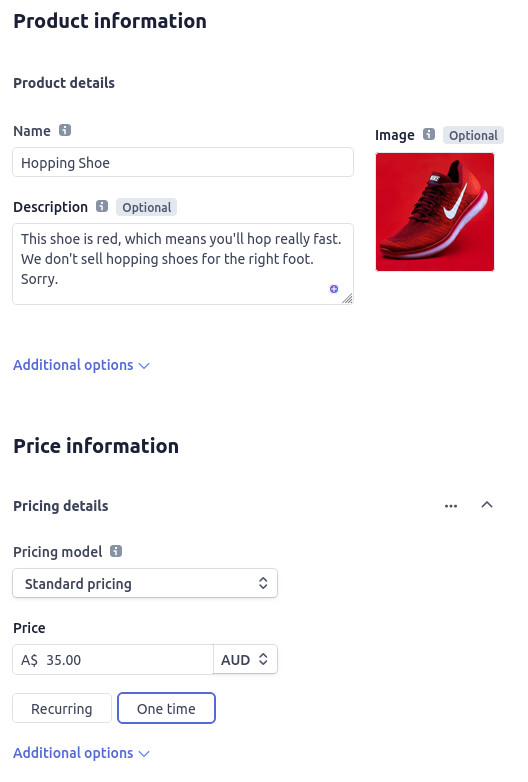 Product information
Product details
Name
Hopping Shoe
Image Optional
Description Optional
This shoe is red, which means you'll hop really fast.
We don't sell hopping shoes for the right foot.
Sorry.
Additional options
Price information
Pricing details
Pricing model
Standard pricing
Price
A$ 35.00 AUD
Recurring One time
Additional options